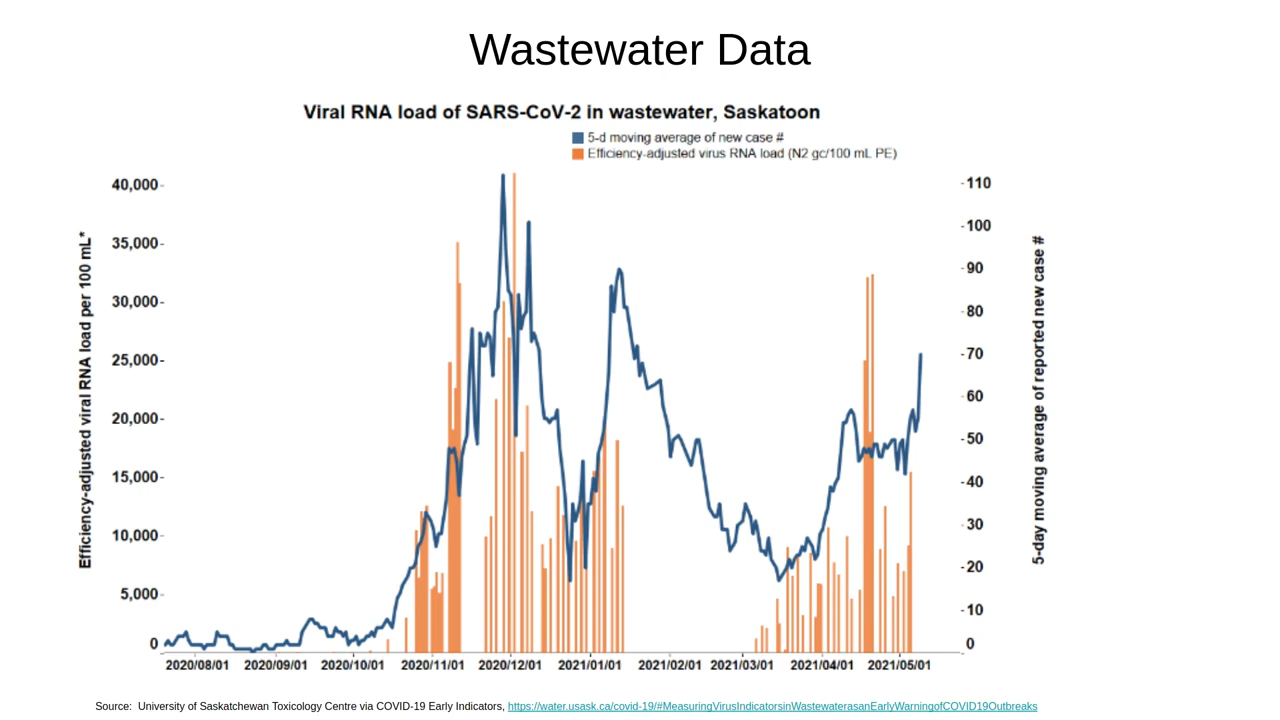 Wastewater Data
Viral RNA load of SARS-CoV-2 in wastewater, Saskatoon
5-d moving average of new case #
Efficiency-adjusted virus RNA load (N2 gc/100 mL PE)
Efficiency-adjusted viral RNA load per 100 mL*
40,000
35,000
30,000
25,000
20,000
15,000
10,000
5,000
0
110
100
90
80
70
60
50
40
30
20
10
0
5-day moving average of reported new case #
2020/08/01 2020/09/01 2020/10/01 2020/11/01 2020/12/01 2021/01/01 2021/02/01 2021/03/01 2021/04/01 2021/05/01
Source: University of Saskatchewan Toxicology Centre via COVID-19 Early Indicators, https://water.usask.ca/covid-19/#MeasuringVirusIndicatorsinWastewaterasanEarlyWarningofCOVID19Outbreaks